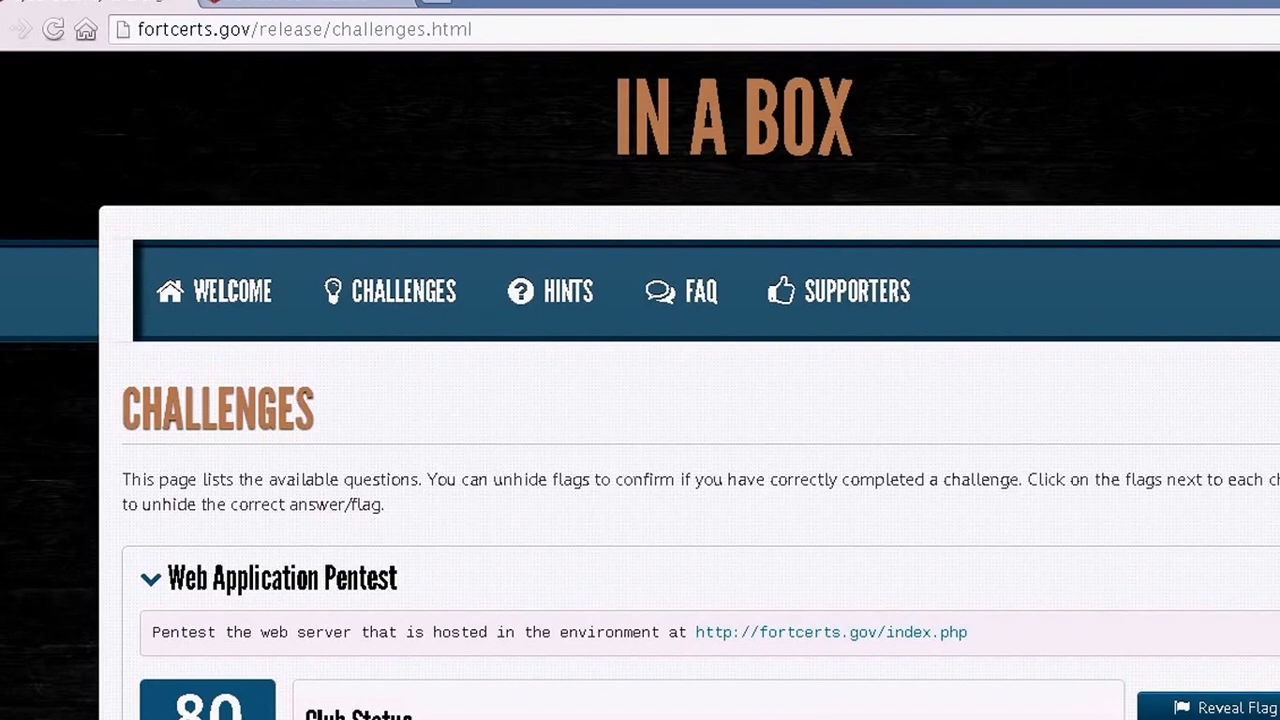 fortcerts.gov/release/challenges.html
IN A BOX
WELCOME CHALLENGES HINTS FAQ SUPPORTERS
CHALLENGES
This page lists the available questions. You can unhide flags to confirm if you have correctly completed a challenge. Click on the flags next to each
to unhide the correct answer/flag.
Web Application Pentest
Pentest the web server that is hosted in the environment at http://fortcerts.gov/index.php
80
Club Status
Reveal Flag